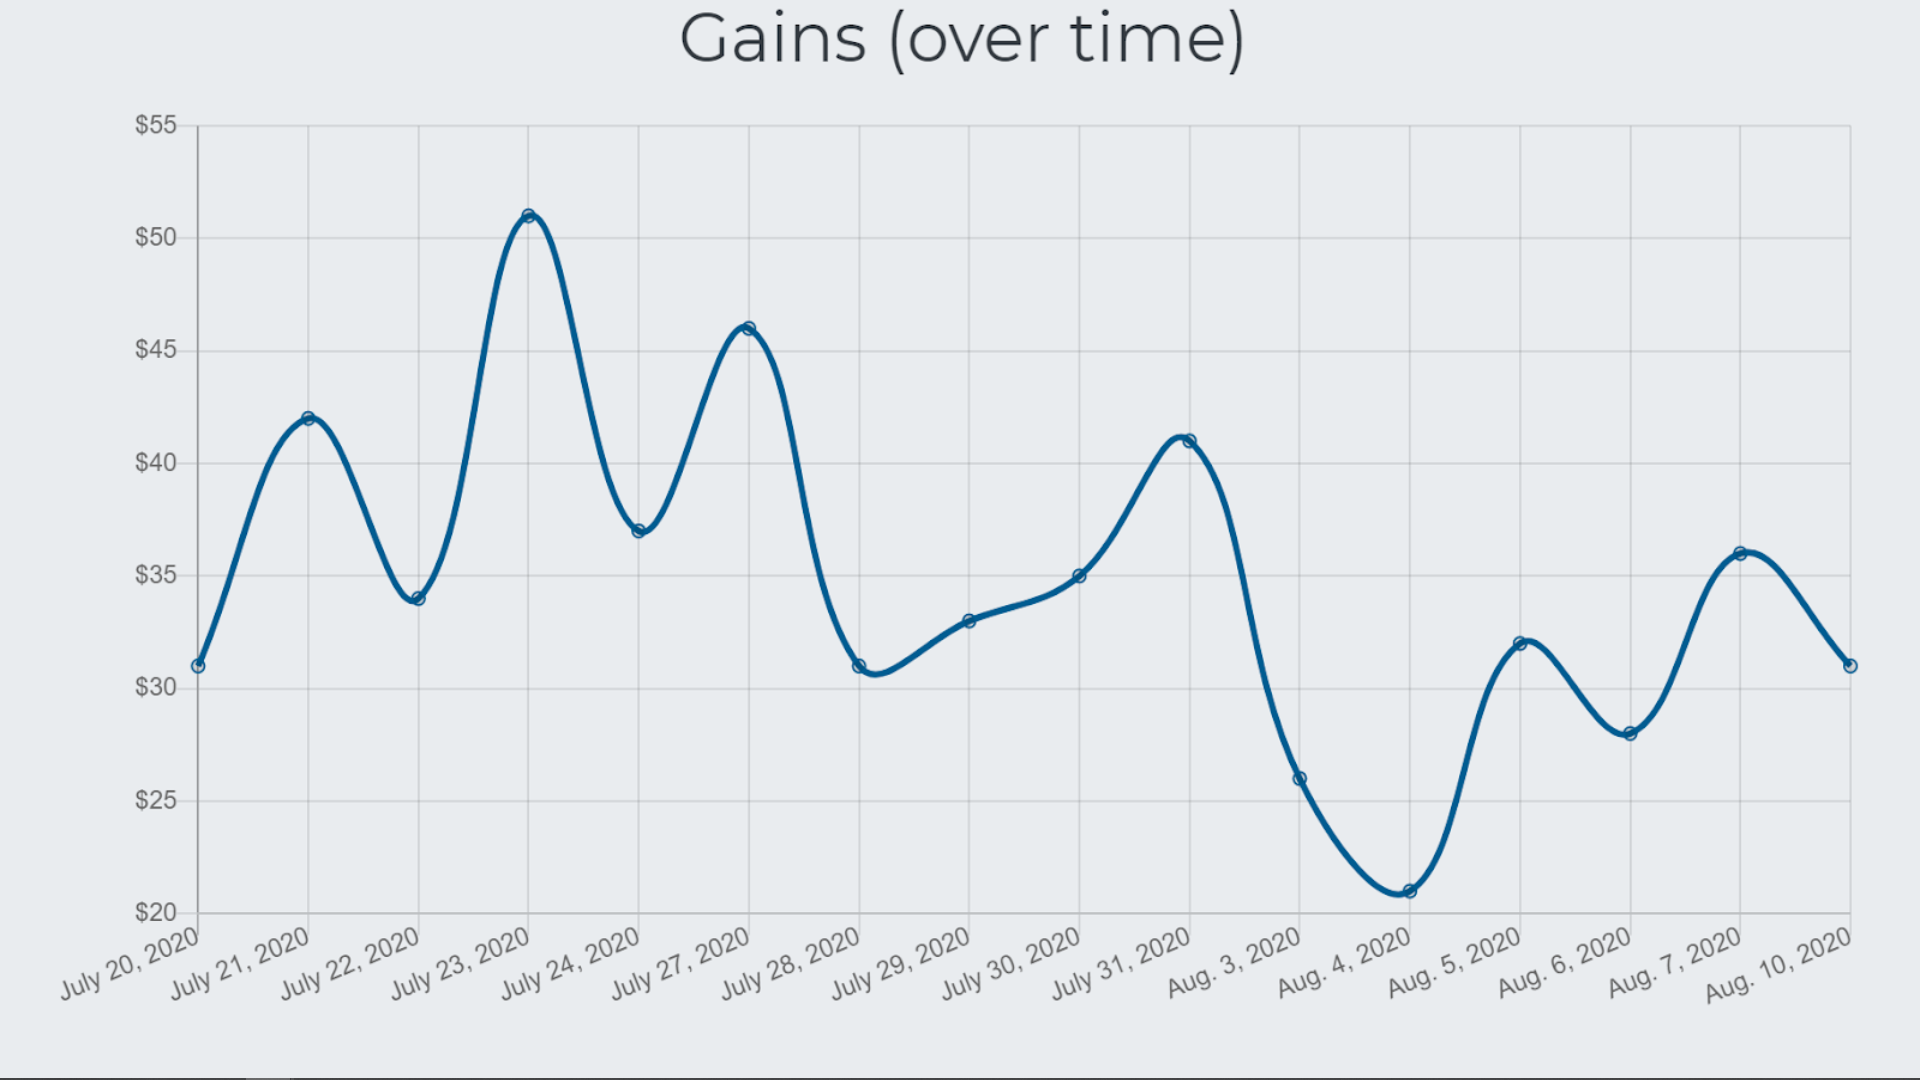 Gains (over time)
$55
$50
$45
$40
$35
$30
$25
$20
July 20, 2020
July 21, 2020
July 22, 2020
July 23, 2020
July 24, 2020
July 27, 2020
July 28, 2020
July 29, 2020
July 30, 2020
July 31, 2020
Aug. 3, 2020
Aug. 4, 2020
Aug. 5, 2020
Aug. 6, 2020
Aug. 7, 2020
Aug. 10, 2020